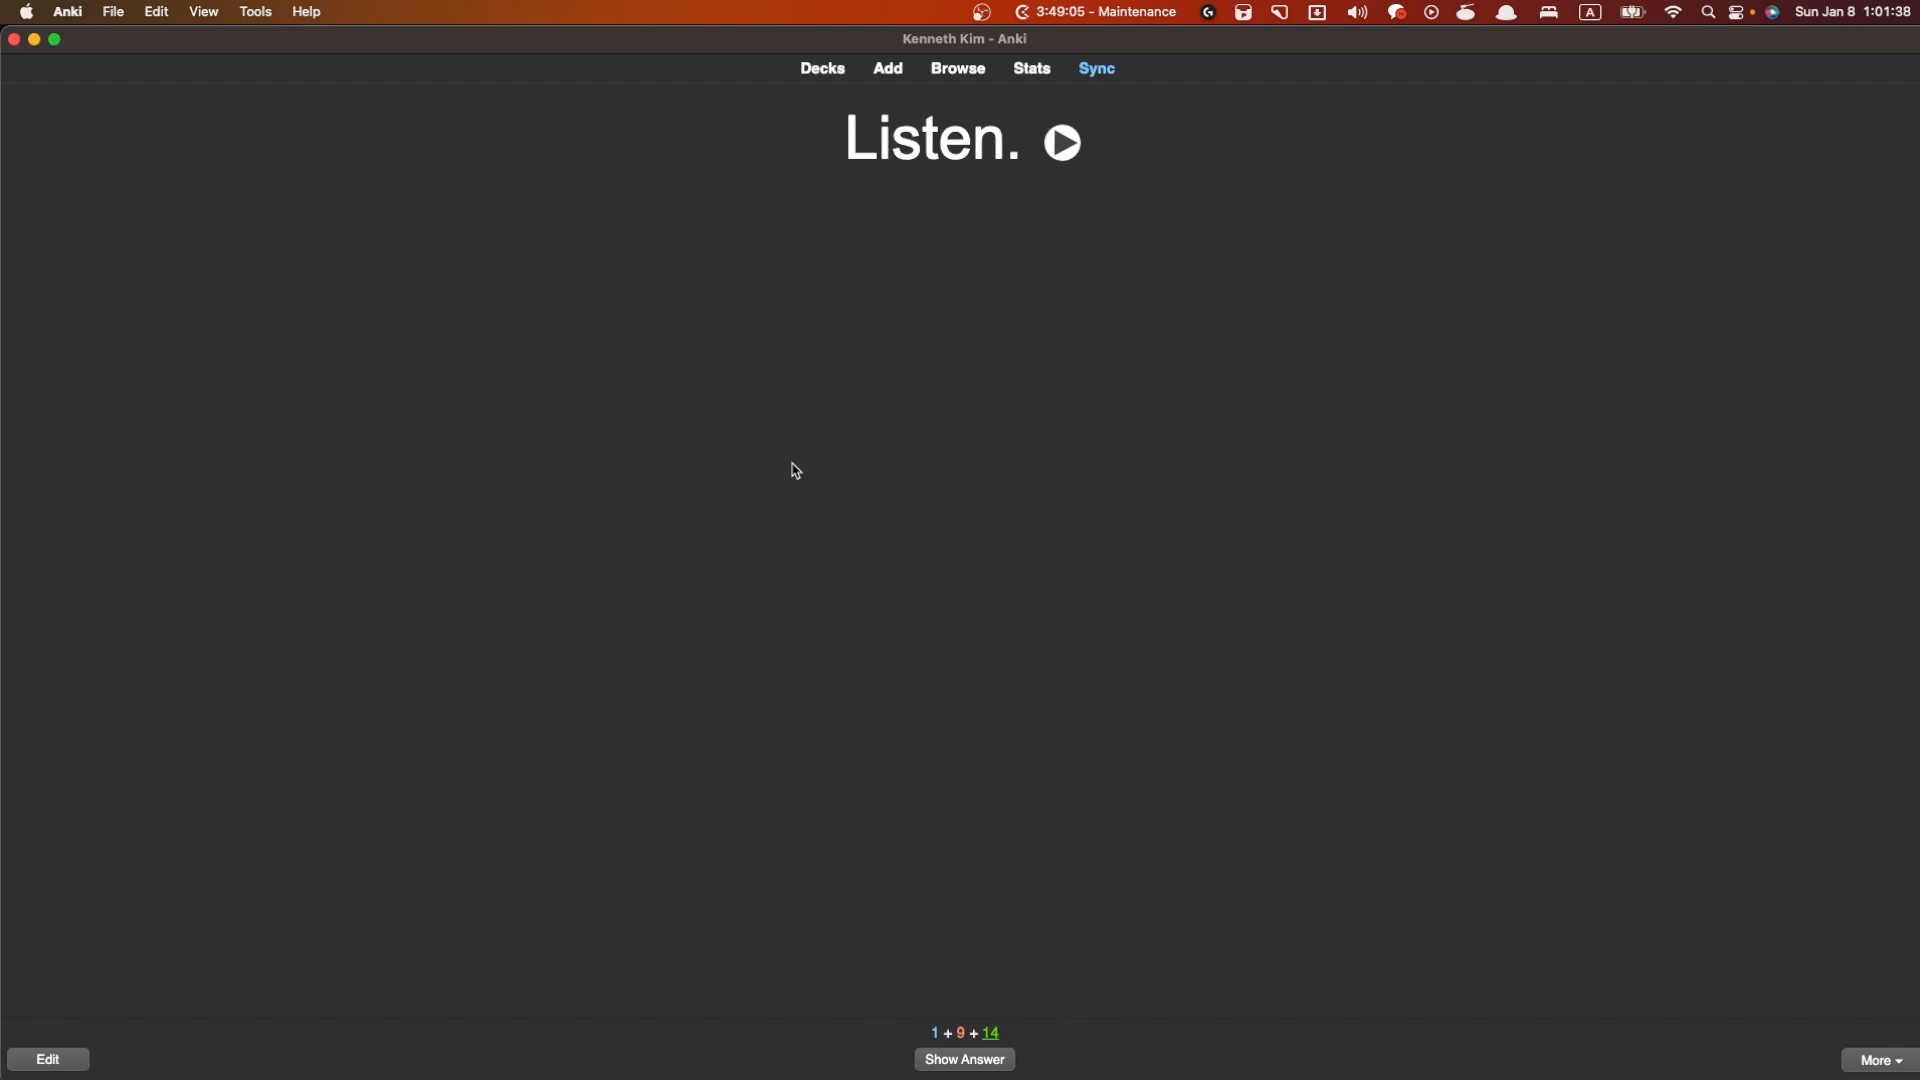 Anki File Edit View Tools Help 3:49:05 - Maintenance A Sun Jan 8 1:01:38
Kenneth Kim - Anki
Decks Add Browse Stats Sync
Listen.
1 + 9 + 14
Edit Show Answer More